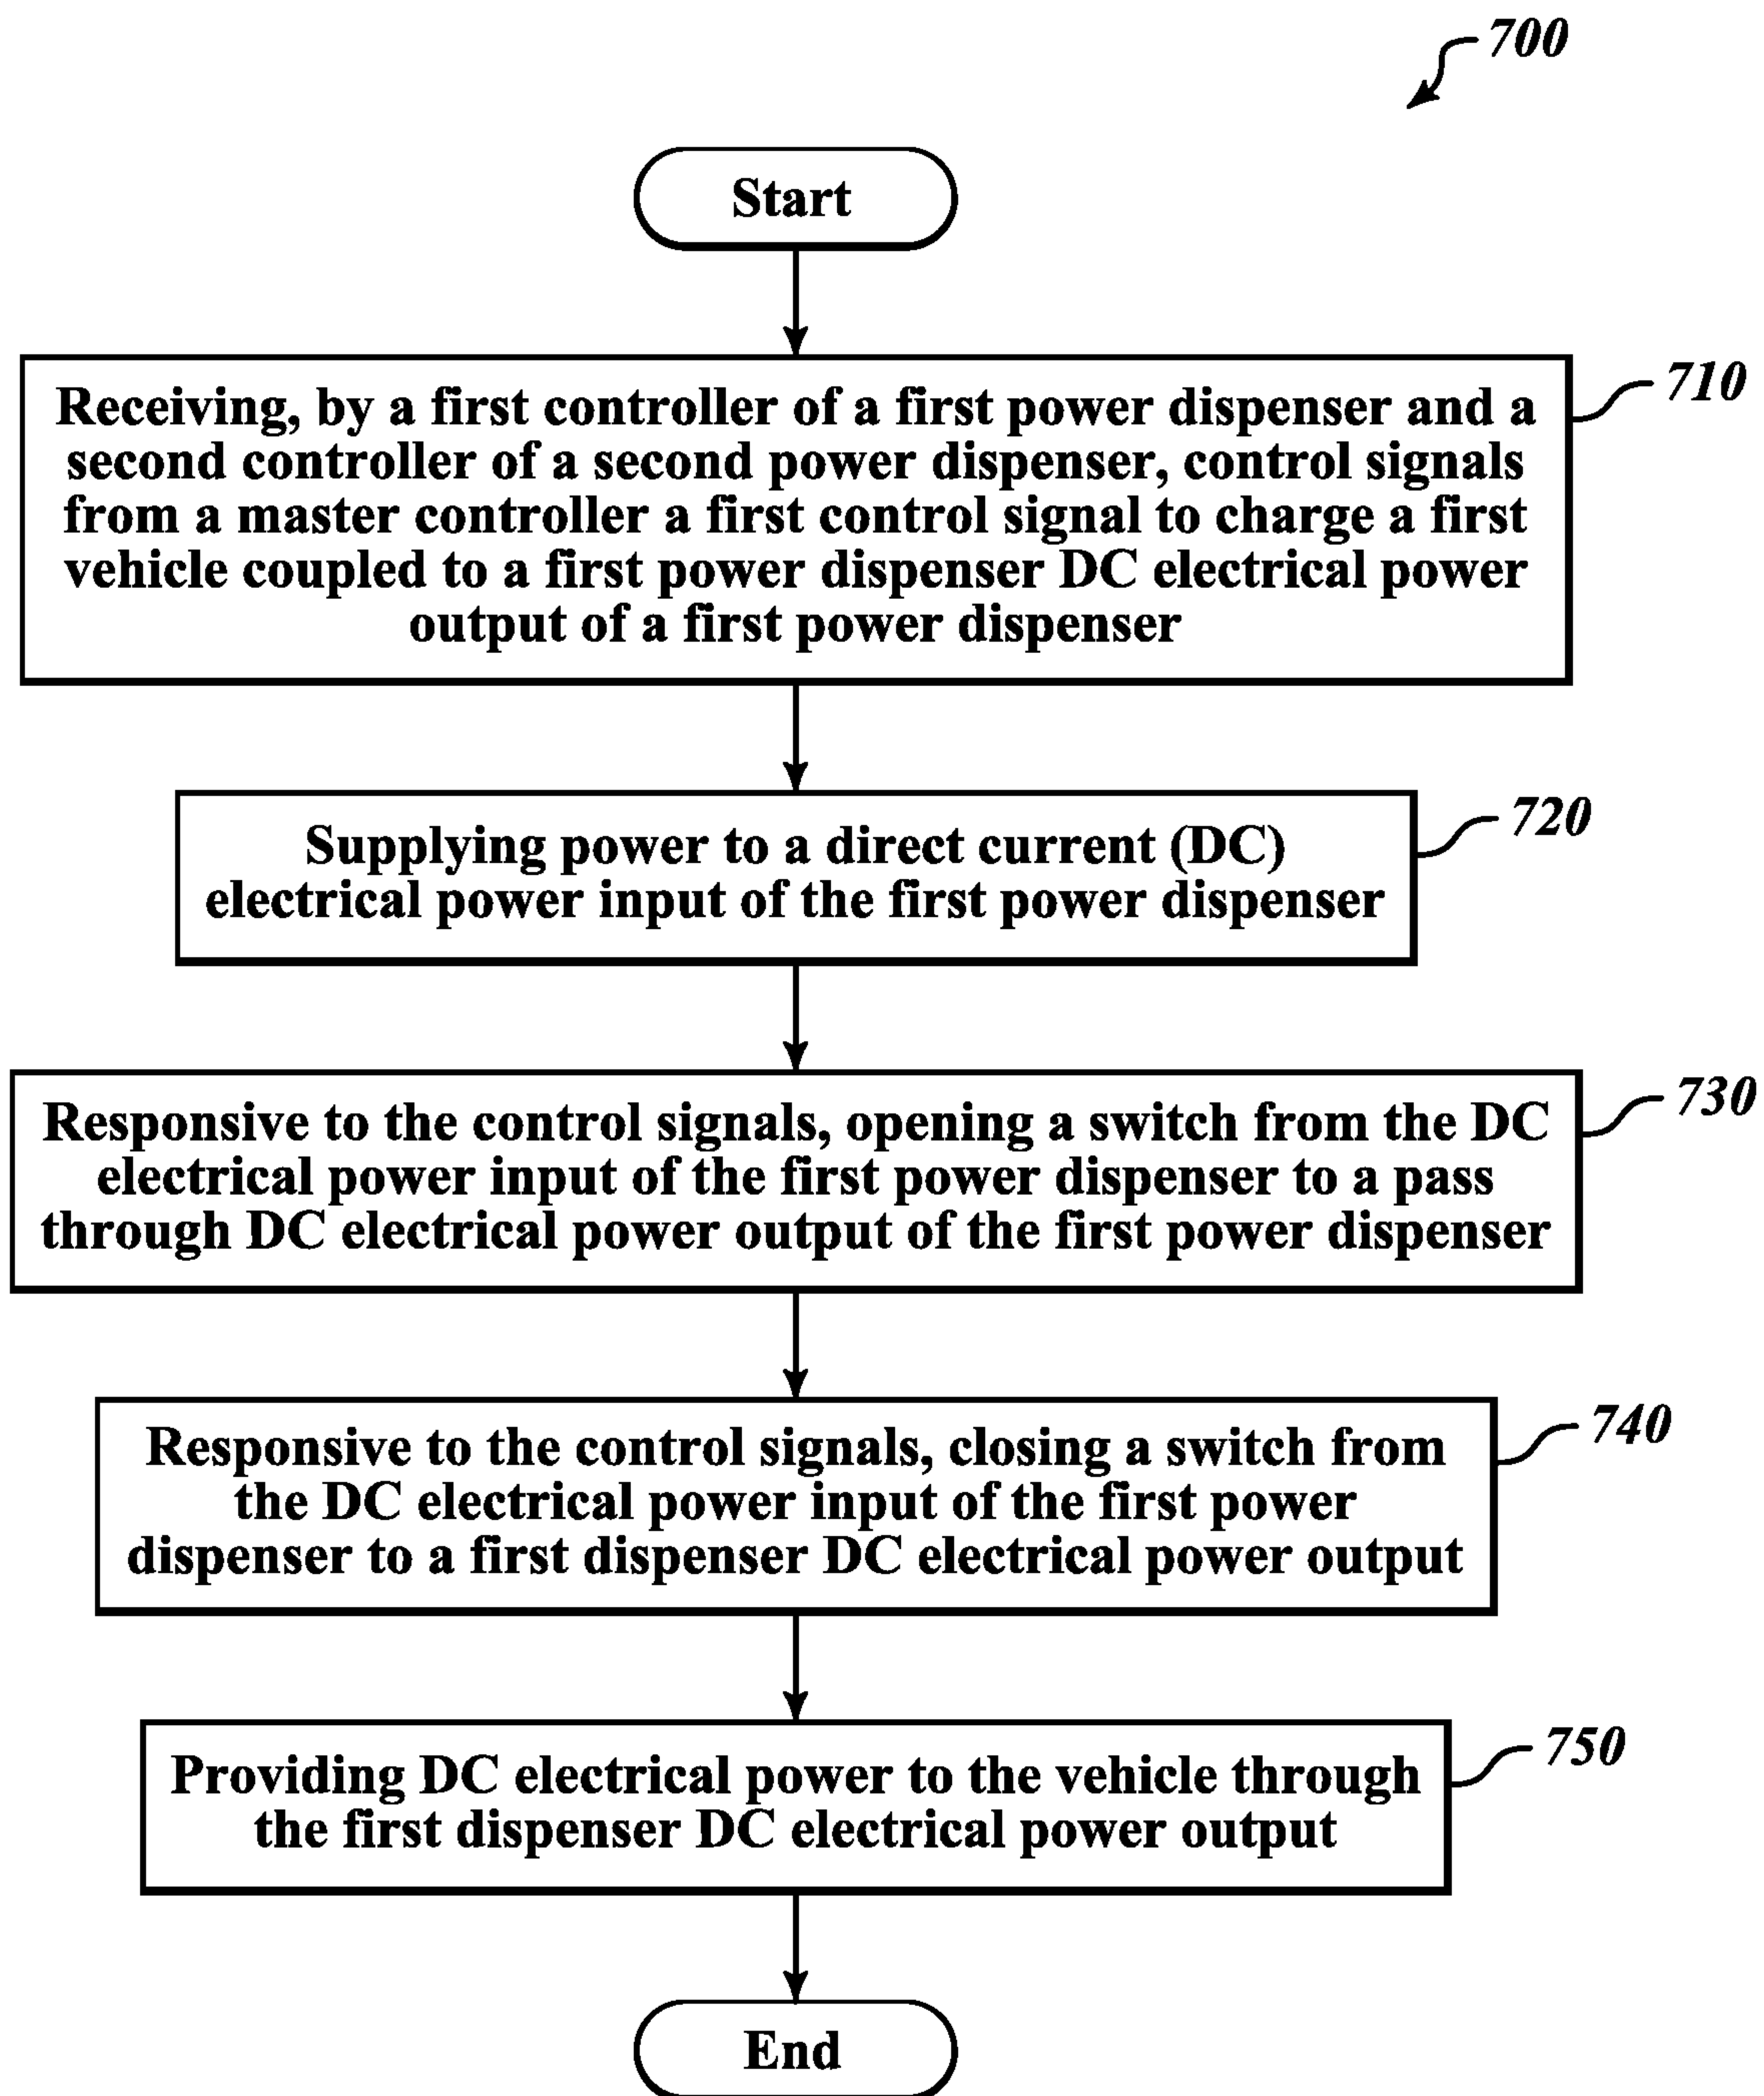 700
Start
710
Receiving, by a first controller of a first power dispenser and a
second controller of a second power dispenser, control signals
from a master controller a first control signal to charge a first
vehicle coupled to a first power dispenser DC electrical power
output of a first power dispenser
720
Supplying power to a direct current (DC)
electrical power input of the first power dispenser
730
Responsive to the control signals, opening a switch from the DC
electrical power input of the first power dispenser to a pass
through DC electrical power output of the first power dispenser
740
Responsive to the control signals, closing a switch from
the DC electrical power input of the first power
dispenser to a first dispenser DC electrical power output
750
Providing DC electrical power to the vehicle through
the first dispenser DC electrical power output
End